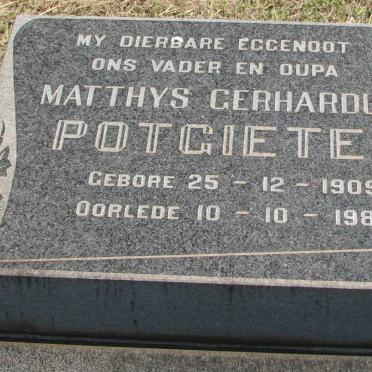 MY DIERBARE EGGENOOT
ONS VADER EN OUPA
MATTHYS GERHARDU
POTGIETE
GEBORE 25 - 12 - 1909
OORLEDE 10 - 10 - 198